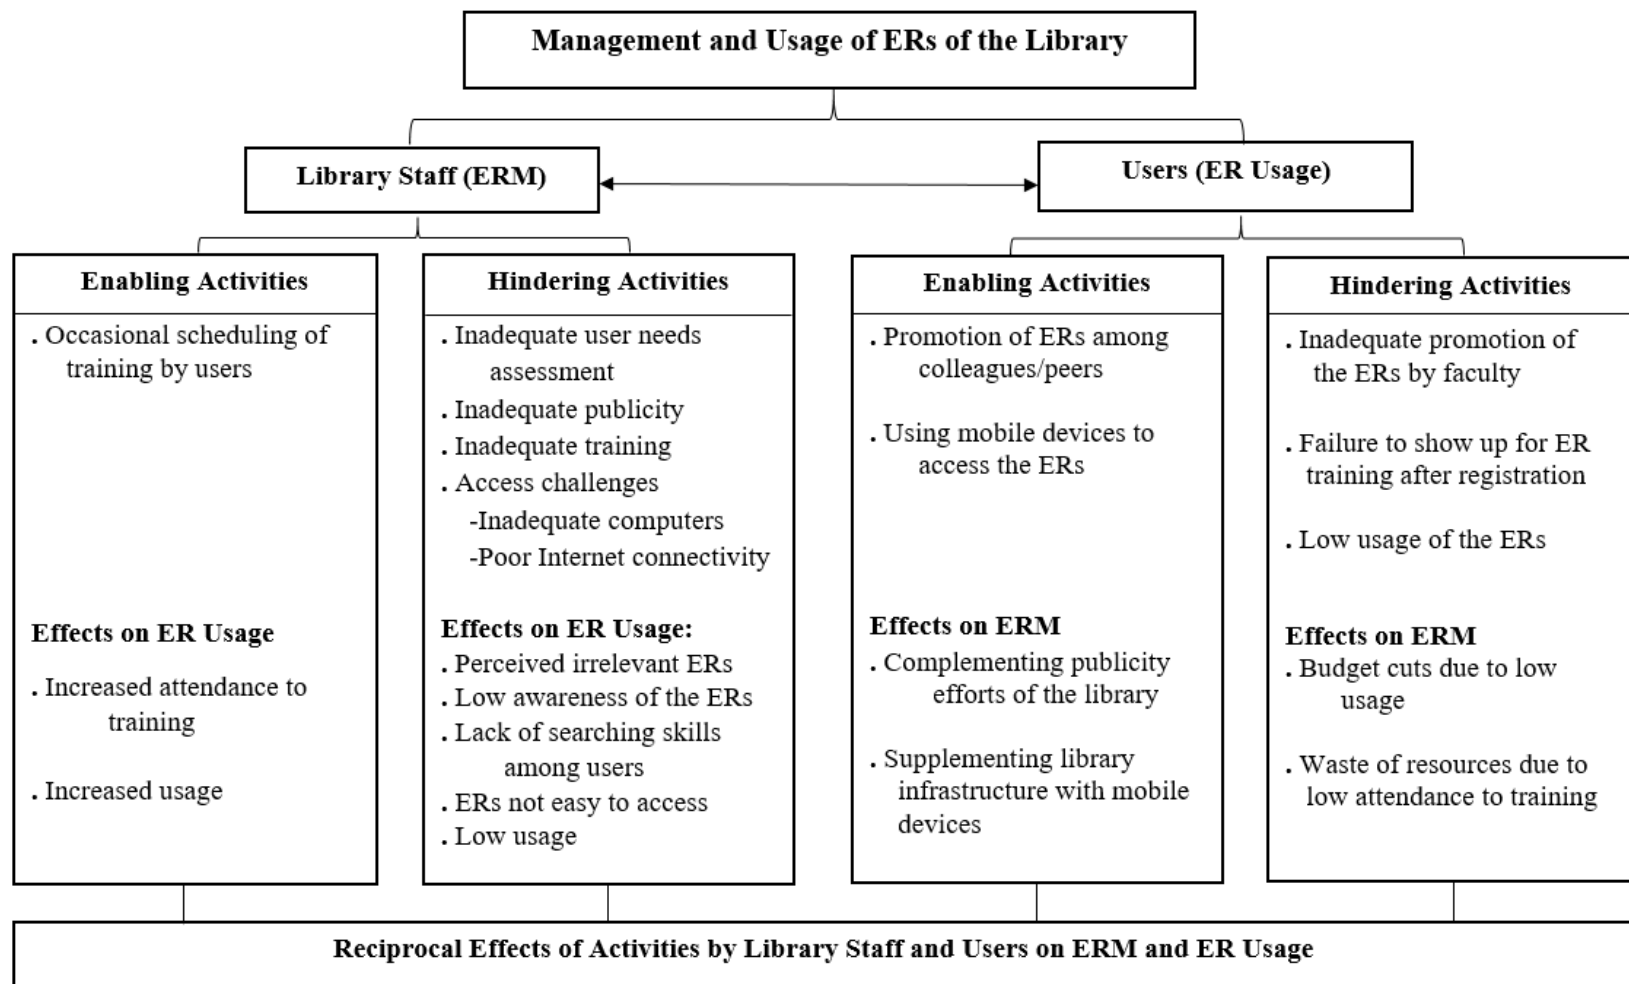 Management and Usage of ERs of the Library
Library Staff (ERM)
Users (ER Usage)
Enabling Activities
. Occasional scheduling of
training by users
Effects on ER Usage
. Increased attendance to
training
. Increased usage
Hindering Activities
. Inadequate user needs
assessment
. Inadequate publicity
. Inadequate training
. Access challenges
-Inadequate computers
-Poor Internet connectivity
Effects on ER Usage:
. Perceived irrelevant ERs
. Low awareness of the ERs
. Lack of searching skills
among users
. ERs not easy to access
. Low usage
Enabling Activities
. Promotion of ERs among
colleagues/peers
. Using mobile devices to
access the ERs
Effects on ERM
. Complementing publicity
efforts of the library
. Supplementing library
infrastructure with mobile
devices
Hindering Activities
. Inadequate promotion of
the ERs by faculty
. Failure to show up for ER
training after registration
. Low usage of the ERs
Effects on ERM
. Budget cuts due to low
usage
. Waste of resources due to
low attendance to training
Reciprocal Effects of Activities by Library Staff and Users on ERM and ER Usage